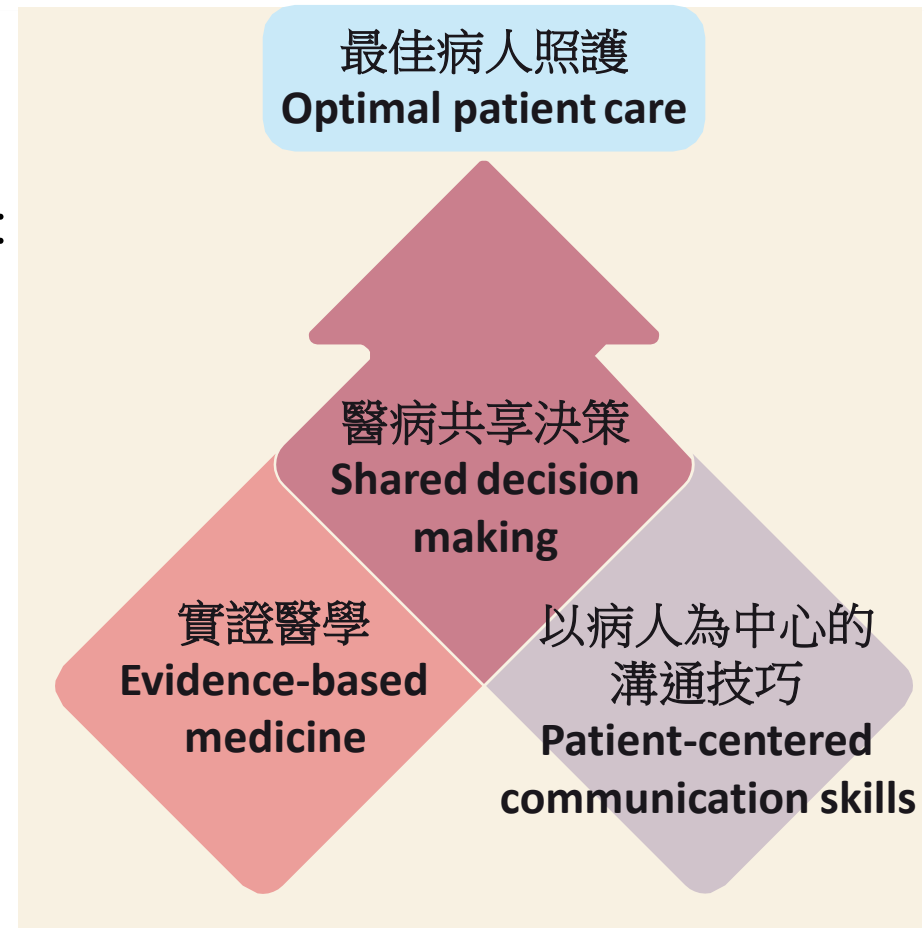 最佳病人照護
Optimal patient care
:
醫病共享決策
Shared decision
making
實證醫學
Evidence-based
medicine
以病人為中心的
溝通技巧
Patient-centered
communication skills